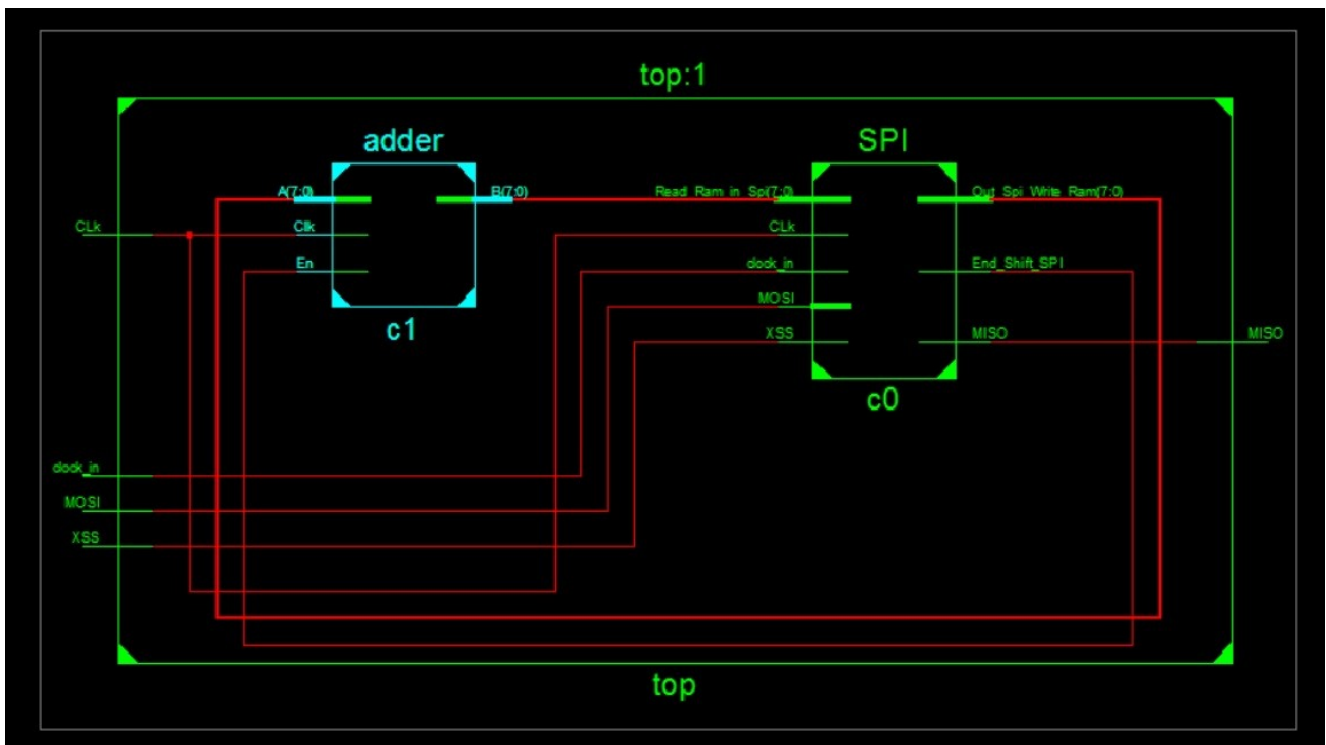 top:1
adder
SPI
A(7:0)
B(7:0)
Read_Ram_in_Spi(7:0)
Out_Spi_Write_Ram(7:0)
CLk
Clk
CLk
En
clock_in
End_Shift_SPI
MOSI
XSS
MISO
MISO
c1
c0
clock_in
MOSI
XSS
top